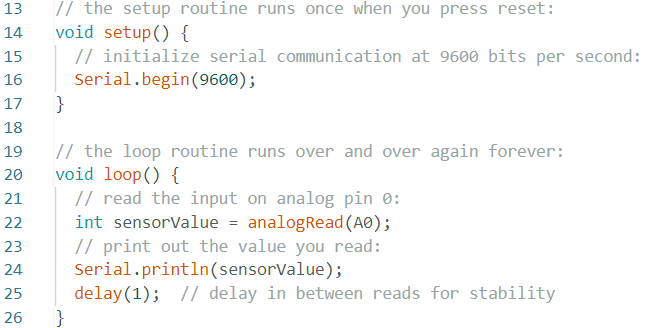 13 // the setup routine runs once when you press reset:
14 void setup() {
15   // initialize serial communication at 9600 bits per second:
16   Serial.begin(9600);
17 }
18
19 // the loop routine runs over and over again forever:
20 void loop() {
21   // read the input on analog pin 0:
22   int sensorValue = analogRead(A0);
23   // print out the value you read:
24   Serial.println(sensorValue);
25   delay(1);  // delay in between reads for stability
26 }